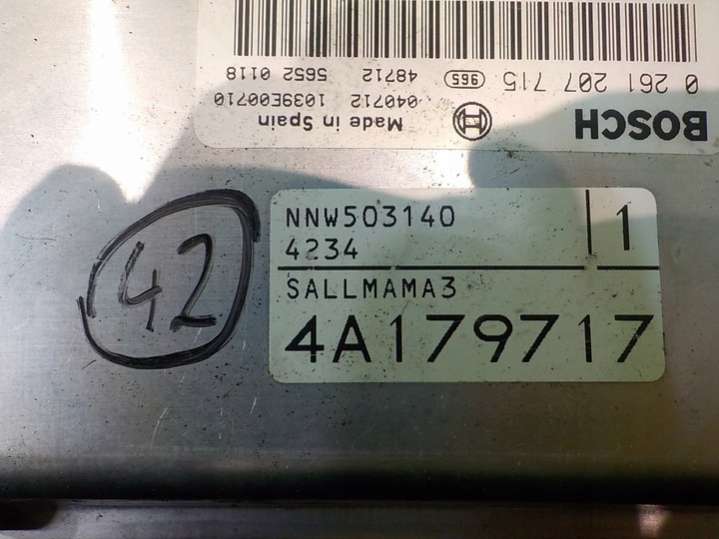 BOSCH
0 261 207 715 965 48712 5652 0118
040712 1039E00710
Made in Spain
42
NNW503140
4234
1
SALLMAMA3
4A179717